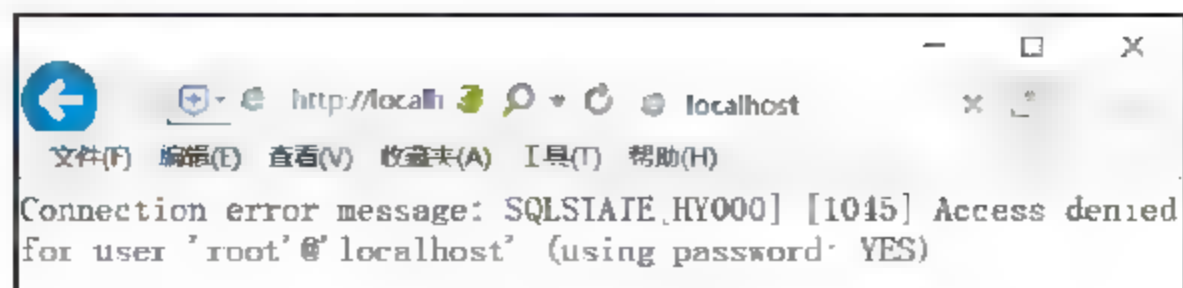 http://localh localhost
文件(F) 编辑(E) 查看(V) 收藏夹(A) 工具(T) 帮助(H)
Connection error message: SQLSTATE[HY000] [1045] Access denied
for user 'root'@'localhost' (using password: YES)